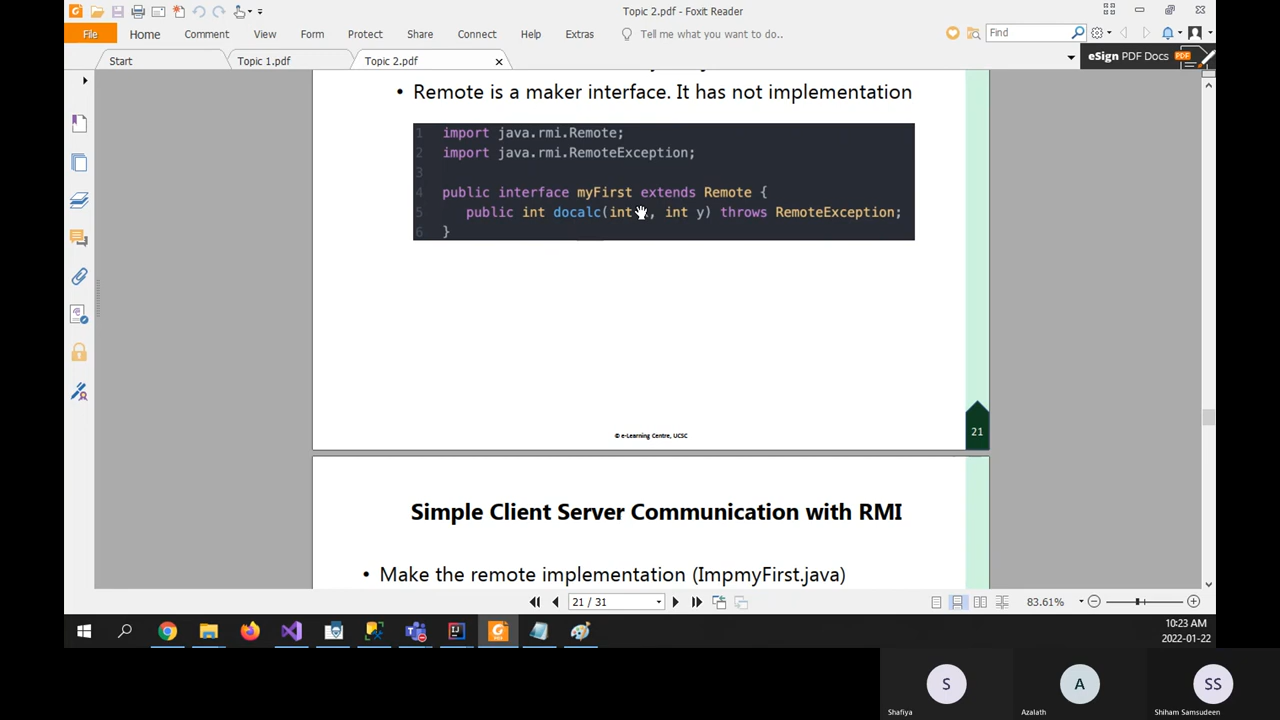 Topic 2.pdf - Foxit Reader
File Home Comment View Form Protect Share Connect Help Extras Tell me what you want to do.. Find
Start Topic 1.pdf Topic 2.pdf eSign PDF Docs
• Remote is a maker interface. It has not implementation
1 import java.rmi.Remote;
2 import java.rmi.RemoteException;
3
4 public interface myFirst extends Remote {
5 public int docalc(int , int y) throws RemoteException;
6 }
© e-Learning Centre, UCSC
21
Simple Client Server Communication with RMI
• Make the remote implementation (ImpmyFirst.java)
21 / 31 83.61%
10:23 AM
2022-01-22
S A SS
Shafiya Azalath Shiham Samsudeen